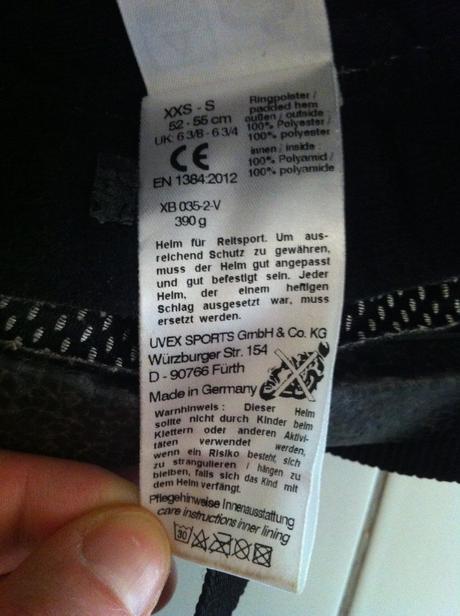 XXS - S
52 - 55 cm
UK: 6 3/8 - 6 3/4
CE
EN 1384:2012
XB 035-2-V
390 g
Ringpolster /
padded hem
außen / outside:
100% Polyester /
100% polyester
innen / inside:
100% Polyamid /
100% polyamide
Helm für Reitsport. Um aus-
reichend Schutz zu gewähren,
muss der Helm gut angepasst
und gut befestigt sein. Jeder
Helm, der einem heftigen
Schlag ausgesetzt war, muss
ersetzt werden.
UVEX SPORTS GmbH & Co. KG
Würzburger Str. 154
D - 90766 Fürth
Made in Germany
Warnhinweis: Dieser Helm
sollte nicht durch Kinder beim
Klettern oder anderen Aktivi-
täten verwendet werden,
wenn ein Risiko besteht, sich
zu strangulieren / hängen zu
bleiben, falls sich das Kind mit
dem Helm verfängt.
Pflegehinweise Innenausstattung
care instructions inner lining
30